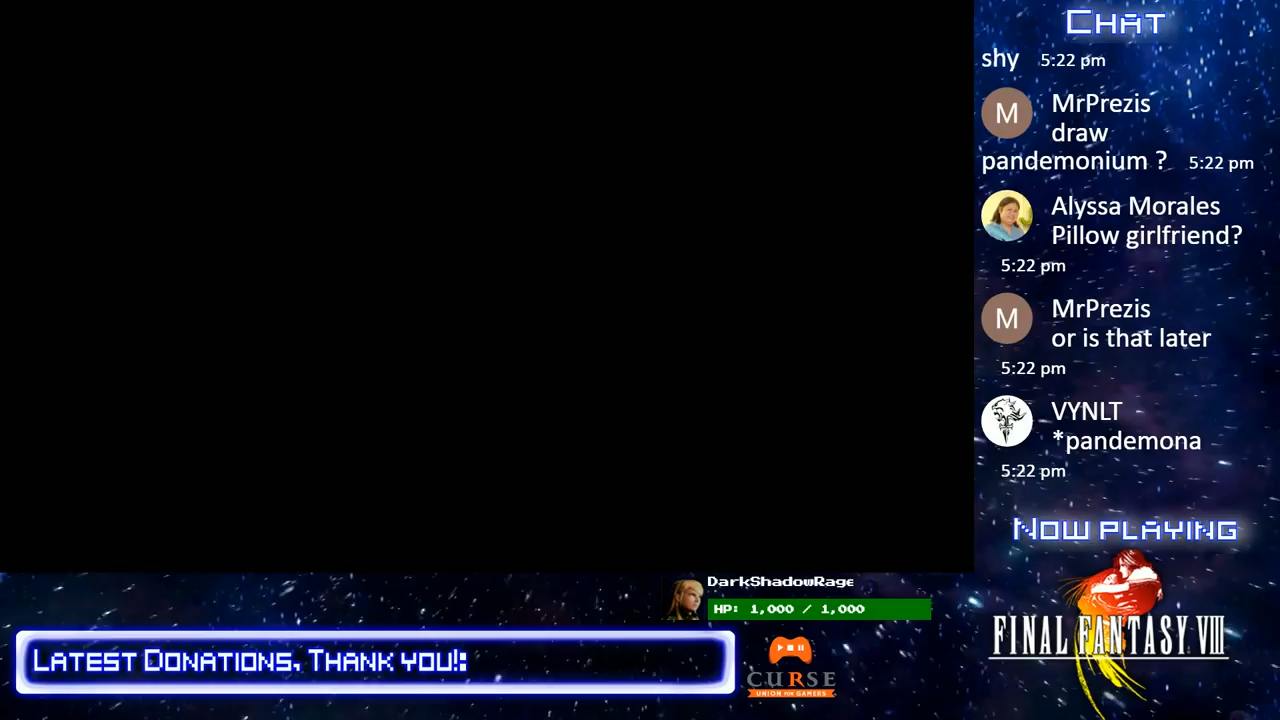 CHAT
shy 5:22 pm
M MrPrezis
draw
pandemonium ? 5:22 pm
Alyssa Morales
Pillow girlfriend?
5:22 pm
M MrPrezis
or is that later
5:22 pm
VYNLT
*pandemona
5:22 pm
NOW PLAYING
FINAL FANTASY VIII
DarkShadowRage
HP: 1,000 / 1,000
LATEST DONATIONS, THANK YOU!:
CURSE
UNION FOR GAMERS